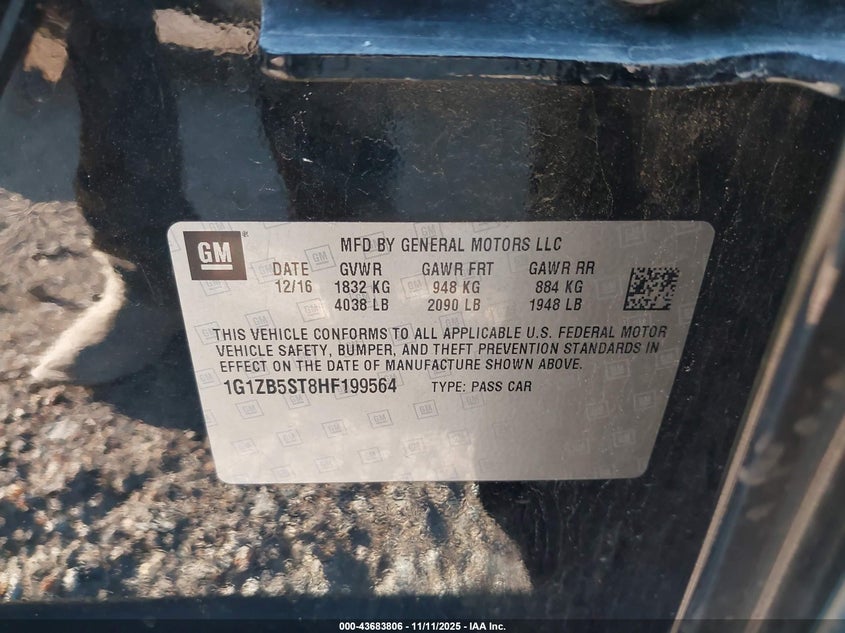 GM ® MFD BY GENERAL MOTORS LLC
DATE GVWR GAWR FRT GAWR RR
12/16 1832 KG 948 KG 884 KG
4038 LB 2090 LB 1948 LB
THIS VEHICLE CONFORMS TO ALL APPLICABLE U.S. FEDERAL MOTOR
VEHICLE SAFETY, BUMPER, AND THEFT PREVENTION STANDARDS IN
EFFECT ON THE DATE OF MANUFACTURE SHOWN ABOVE.
1G1ZB5ST8HF199564 TYPE: PASS CAR
000-43683806 - 11/11/2025 - IAA Inc.